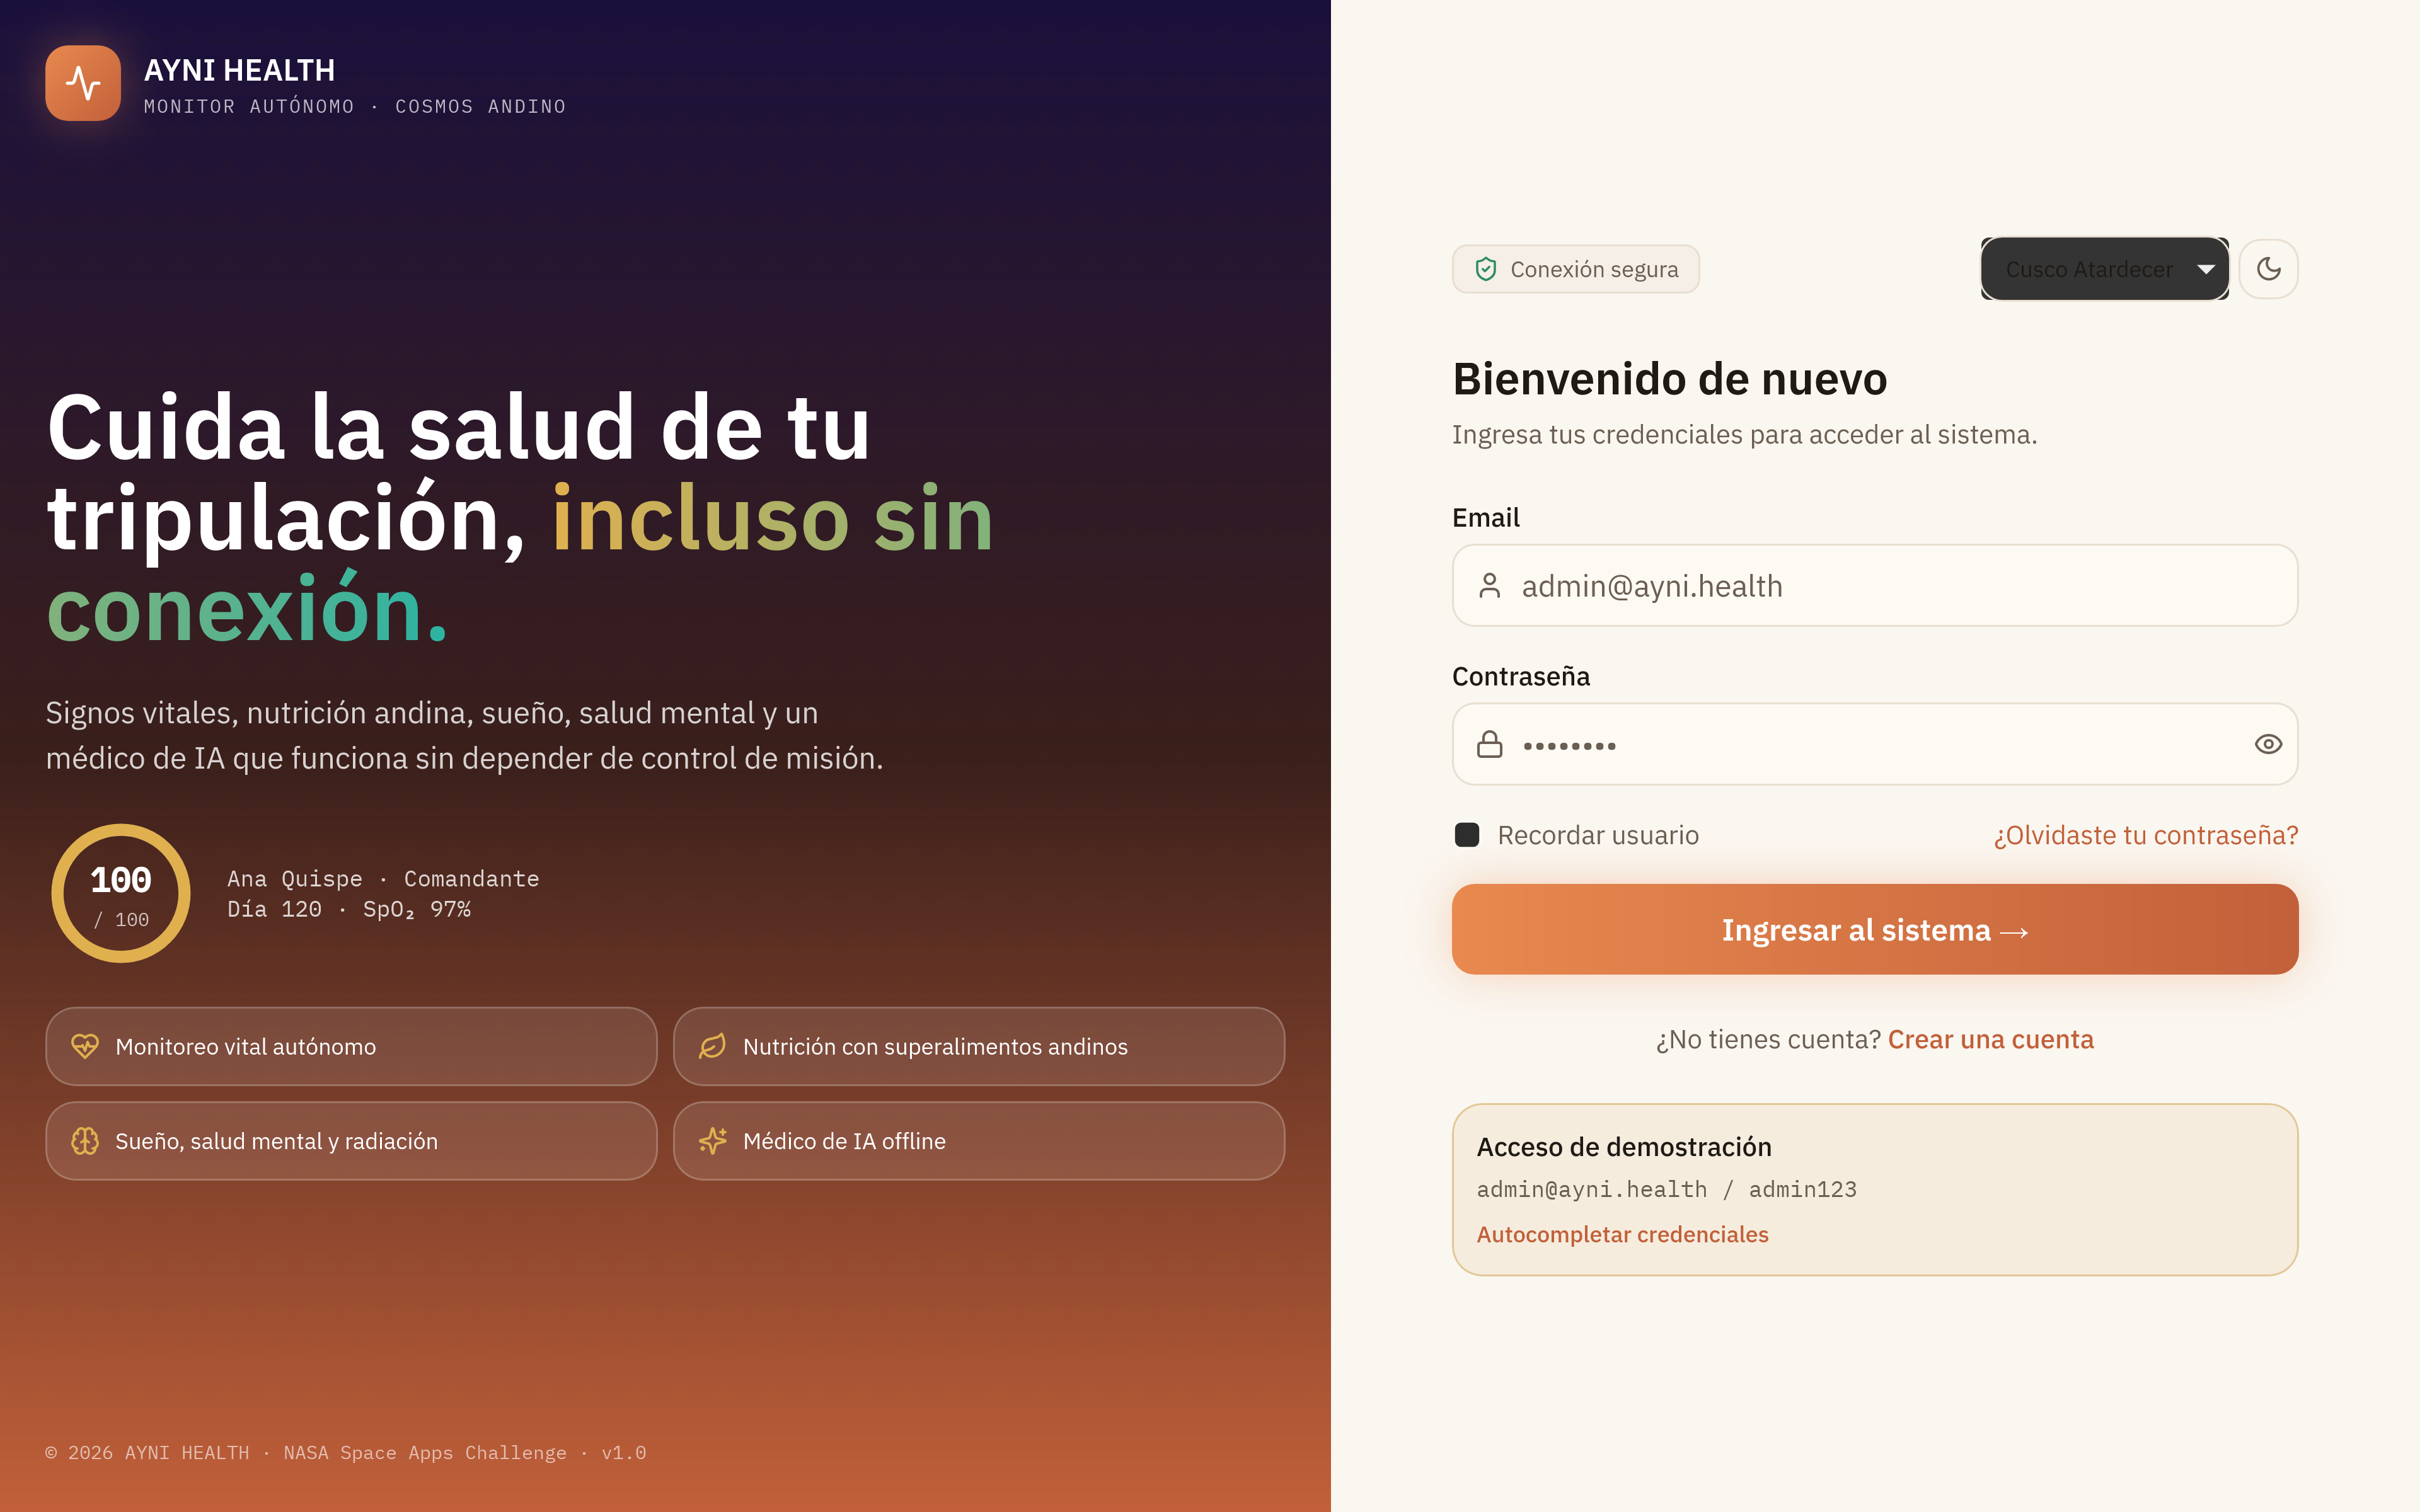 AYNI HEALTH
MONITOR AUTÓNOMO · COSMOS ANDINO
Cuida la salud de tu
tripulación, incluso sin
conexión.
Signos vitales, nutrición andina, sueño, salud mental y un
médico de IA que funciona sin depender de control de misión.
100
/ 100
Ana Quispe · Comandante
Día 120 · SpO₂ 97%
Monitoreo vital autónomo
Nutrición con superalimentos andinos
Sueño, salud mental y radiación
Médico de IA offline
© 2026 AYNI HEALTH · NASA Space Apps Challenge · v1.0
Conexión segura
Cusco Atardecer
Bienvenido de nuevo
Ingresa tus credenciales para acceder al sistema.
Email
admin@ayni.health
Contraseña
••••••••
Recordar usuario
¿Olvidaste tu contraseña?
Ingresar al sistema →
¿No tienes cuenta? Crear una cuenta
Acceso de demostración
admin@ayni.health / admin123
Autocompletar credenciales